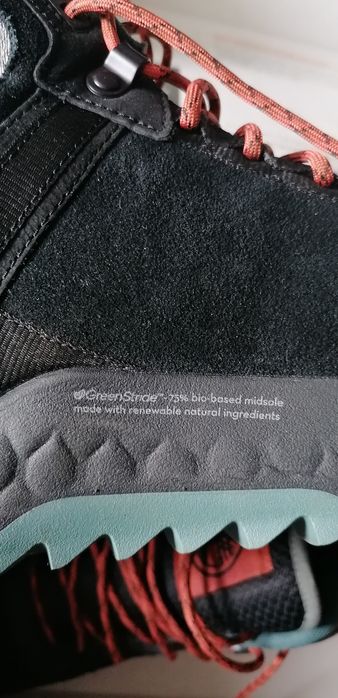 GreenStride™- 75% bio-based midsole
made with renewable natural ingredients